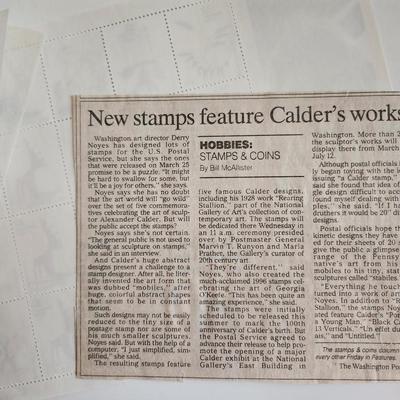 New stamps feature Calder's works
Washington art director Derry
Noyes has designed lots of
stamps for the U.S. Postal
Service, but she says the ones
that were released on March 25
promise to be a puzzle. "It might
be hard to swallow for some, but
it'll be a joy for others," she says.
Noyes says she has no doubt
that the art world will "go wild"
over the set of five commemora-
tives celebrating the art of sculp-
tor Alexander Calder. But will
the public accept the stamps?
Noyes says she's not certain.
"The general public is not used to
looking at sculpture on stamps,"
she said in an interview.
And Calder's huge abstract
designs present a challenge to a
stamp designer. After all, he liter-
ally invented the art form that
was dubbed "mobiles," after
huge, colorful abstract shapes
that seem to be in constant
motion.
Such designs may not be easily
reduced to the tiny size of a
postage stamp nor are some of
his much smaller sculptures,
Noyes said. But with the help of a
computer, "I just simplified, sim-
plified," she said.
The resulting stamps feature
HOBBIES:
STAMPS & COINS
By Bill McAllister
five famous Calder designs,
including his 1928 work "Rearing
Stallion," part of the National
Gallery of Art's collection of con-
temporary art. The stamps will
be dedicated there Wednesday in
an 11 a.m. ceremony presided
over by Postmaster General
Marvin T. Runyon and Marla
Prather, the Gallery's curator of
20th century art.
"They're different," said
Noyes, who also created the
much-acclaimed 1996 stamps cele-
brating the art of Georgia
O'Keefe. "This has been quite an
amazing experience," she said.
The stamps were initially
scheduled to be released this
summer to mark the 100th
anniversary of Calder's birth. But
the Postal Service agreed to
advance their release to help pro-
mote the opening of a major
Calder exhibit at the National
Gallery's East Building in
Washington. More than 2
the sculptor's works will
display there from March
July 12.
Although postal officials
ly began toying with the i
issuing "a Calder stamp,"
said she found that idea of
gle design difficult to acc
found myself dealing with
ples," she said. "If I ha
druthers it would be 20" di
designs.
Postal officials hope t
kinetic designs they have
ed for their sheets of 20 s
give the public a glimpse
range of the Pennsy
native's art from his
mobiles to his tiny, stat
sculptures called "stabiles.
"Everything he touch
turned into a work of art
Noyes. In addition to "R
Stallion," the stamps Noy
ated feature Calder's "Po
in Young Man," "Black Ca
13 Verticals," "Un effet du
ais," and "Untitled."
The stamps & coins column
every other Friday in Features.
The Washington Po